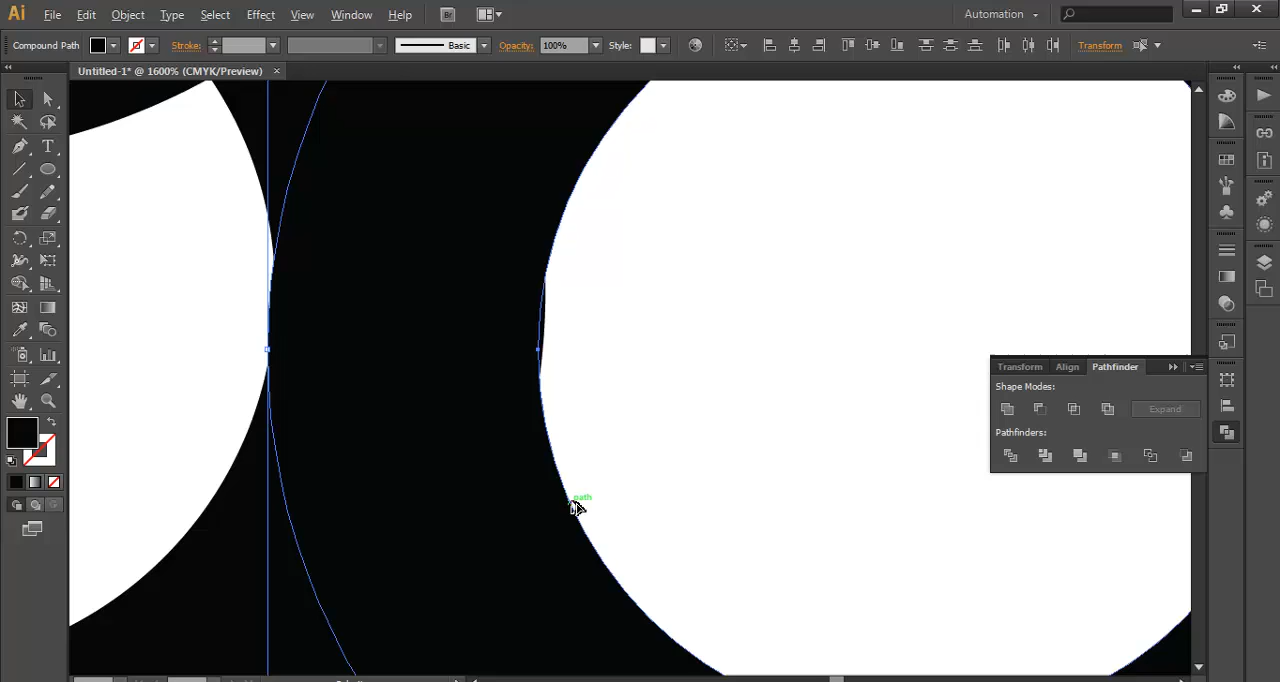 Ai File Edit Object Type Select Effect View Window Help Br Automation
Compound Path Stroke: Basic Opacity: 100% Style: Transform
Untitled-1* @ 1600% (CMYK/Preview) ×
T
path
Transform Align Pathfinder
Shape Modes:
Expand
Pathfinders: